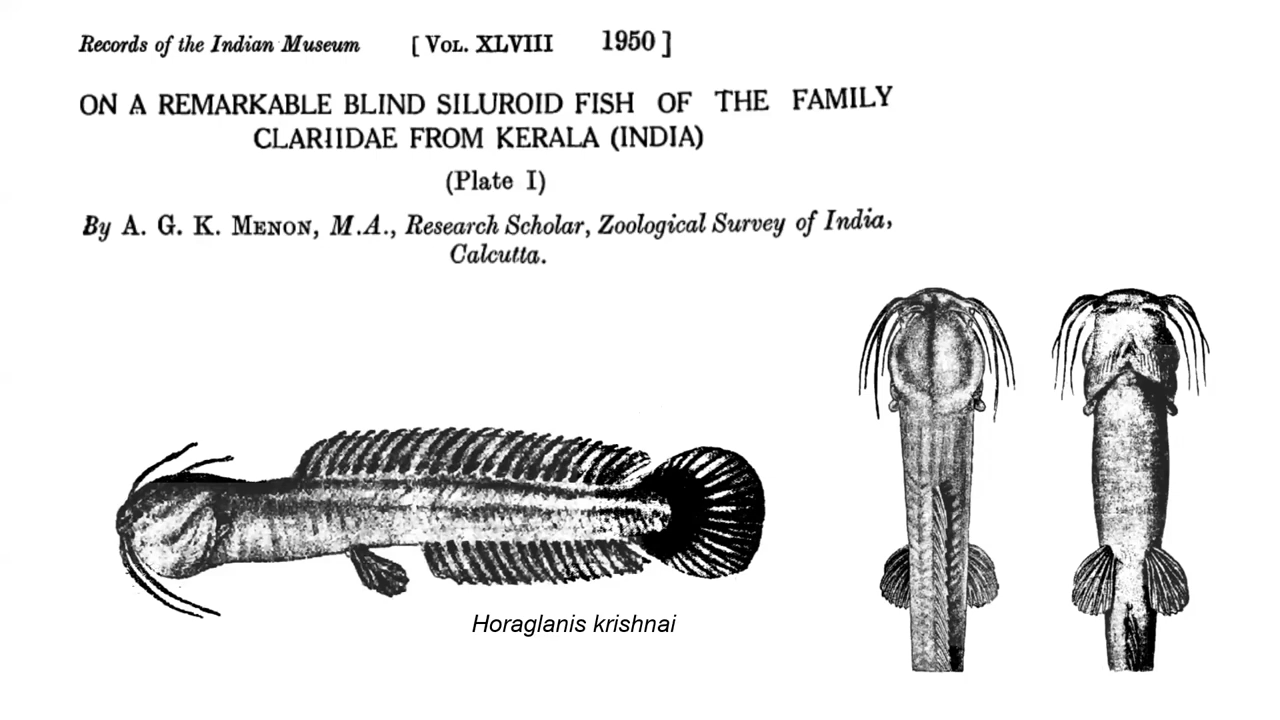 Records of the Indian Museum [ VOL. XLVIII 1950 ]
ON A REMARKABLE BLIND SILUROID FISH OF THE FAMILY
CLARIIDAE FROM KERALA (INDIA)
(Plate I)
By A. G. K. MENON, M.A., Research Scholar, Zoological Survey of India,
Calcutta.
Horaglanis krishnai